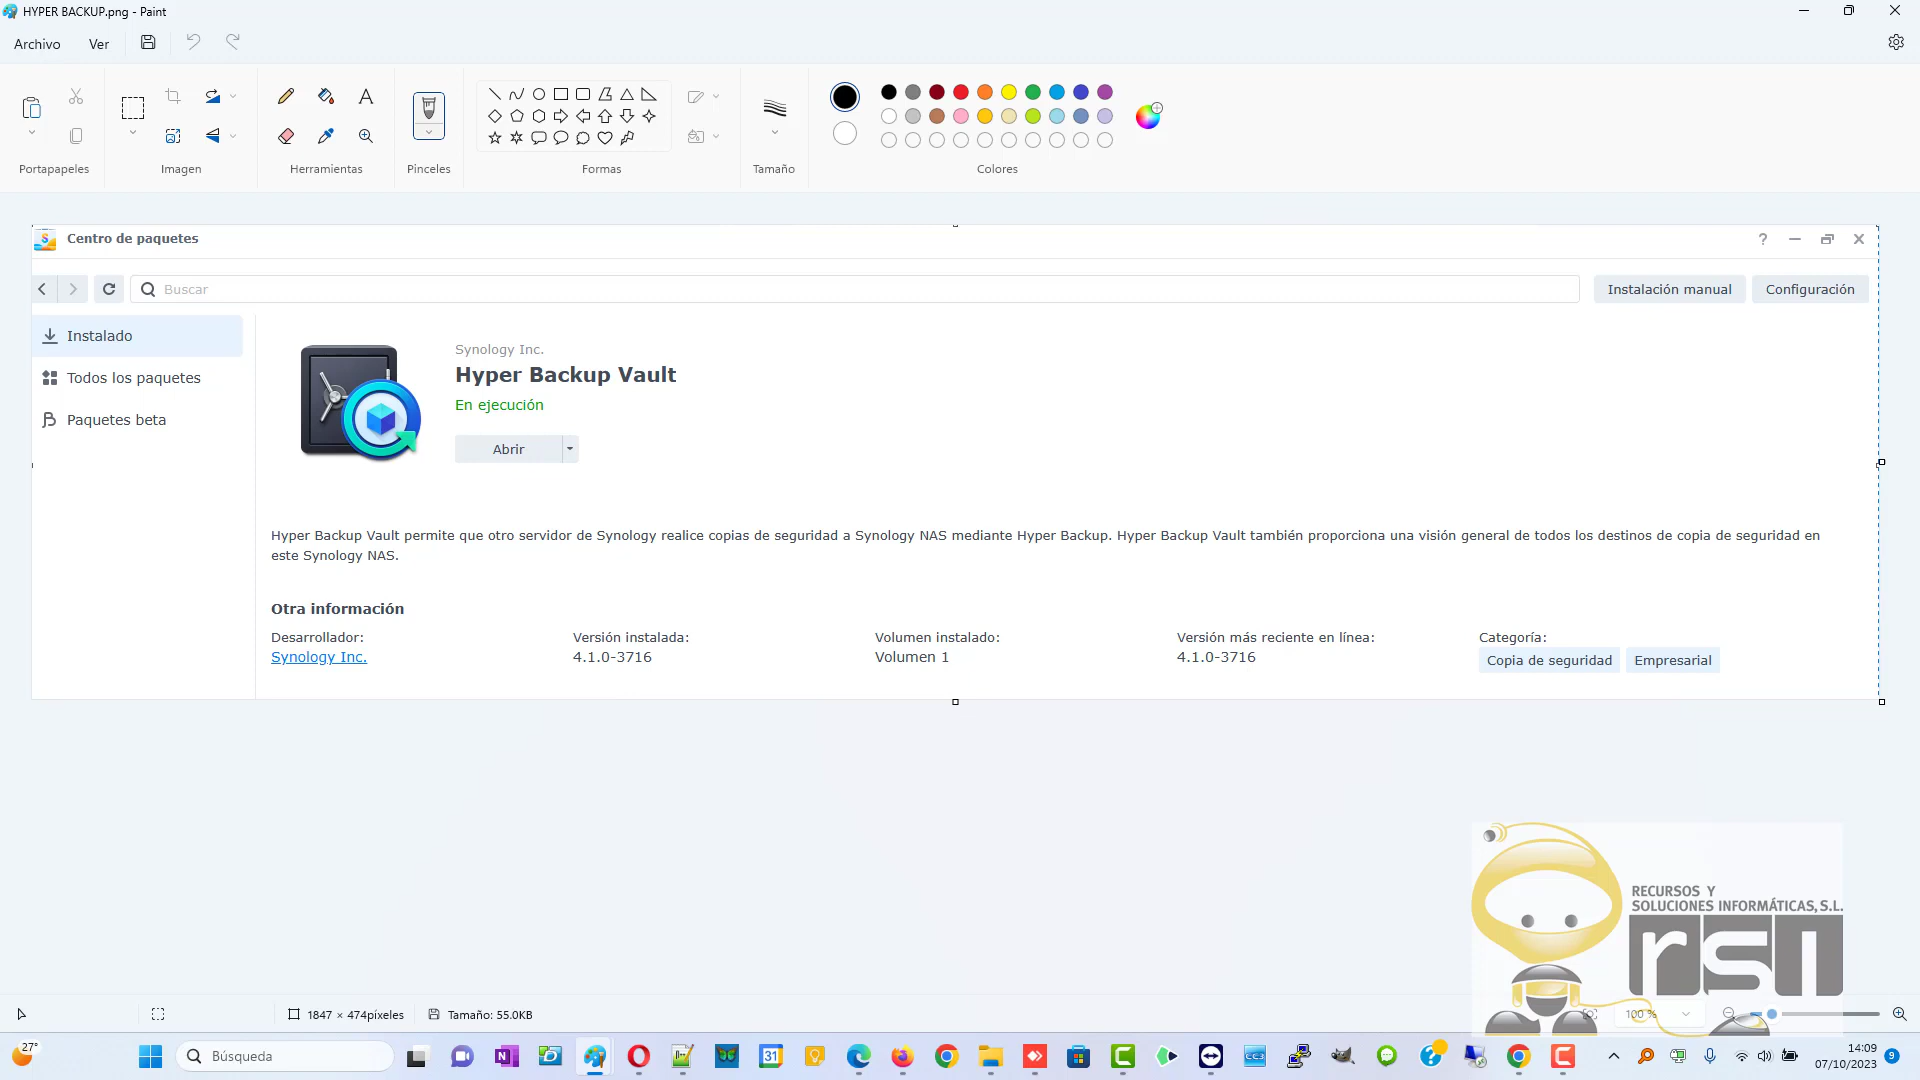 HYPER BACKUP.png - Paint
Archivo
Ver
Portapapeles
Imagen
Herramientas
Pinceles
Formas
Tamaño
Colores
Centro de paquetes
?
Buscar
Instalación manual
Configuración
Instalado
Todos los paquetes
Paquetes beta
Synology Inc.
Hyper Backup Vault
En ejecución
Abrir
Hyper Backup Vault permite que otro servidor de Synology realice copias de seguridad a Synology NAS mediante Hyper Backup. Hyper Backup Vault también proporciona una visión general de todos los destinos de copia de seguridad en
este Synology NAS.
Otra información
Desarrollador:
Synology Inc.
Versión instalada:
4.1.0-3716
Volumen instalado:
Volumen 1
Versión más reciente en línea:
4.1.0-3716
Categoría:
Copia de seguridad
Empresarial
RECURSOS Y
SOLUCIONES INFORMÁTICAS, S.L.
rsi
1847 × 474píxeles
Tamaño: 55.0KB
100 %
27°
Búsqueda
31
14:09
07/10/2023
9